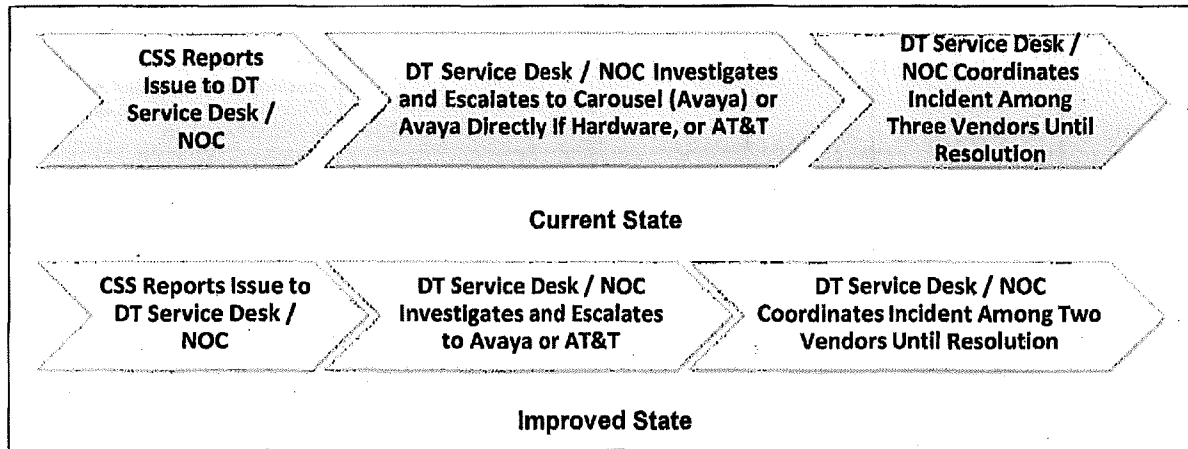 CSS Reports
Issue to DT
Service Desk /
NOC
DT Service Desk / NOC Investigates
and Escalates to Carousel (Avaya) or
Avaya Directly If Hardware, or AT&T
DT Service Desk /
NOC Coordinates
Incident Among
Three Vendors Until
Resolution
Current State
CSS Reports Issue to
DT Service Desk /
NOC
DT Service Desk / NOC
Investigates and Escalates
to Avaya or AT&T
DT Service Desk / NOC
Coordinates Incident Among Two
Vendors Until Resolution
Improved State